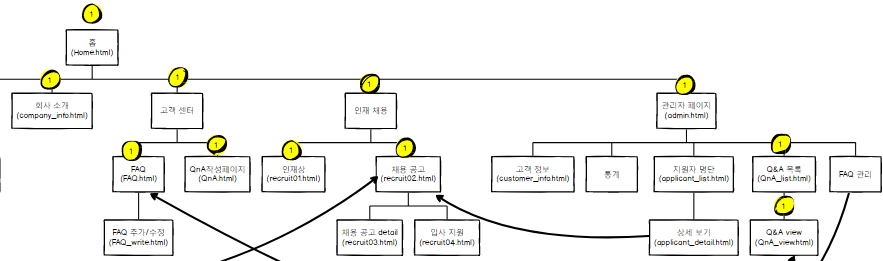 1
홈
(Home.html)
1
1
1
1
회사 소개
(company_info.html)
고객 센터
인재 채용
관리자 페이지
(admin.html)
1
1
1
1
1
FAQ
(FAQ.html)
QnA작성페이지
(QnA.html)
인재상
(recruit01.html)
채용 공고
(recruit02.html)
고객 정보
(customer_info.html)
통계
지원자 명단
(applicant_list.html)
Q&A 목록
(QnA_list.html)
FAQ 관리
1
FAQ 추가/수정
(FAQ_write.html)
채용 공고 detail
(recruit03.html)
입사 지원
(recruit04.html)
상세 보기
(applicant_detail.html)
Q&A view
(QnA_view.html)